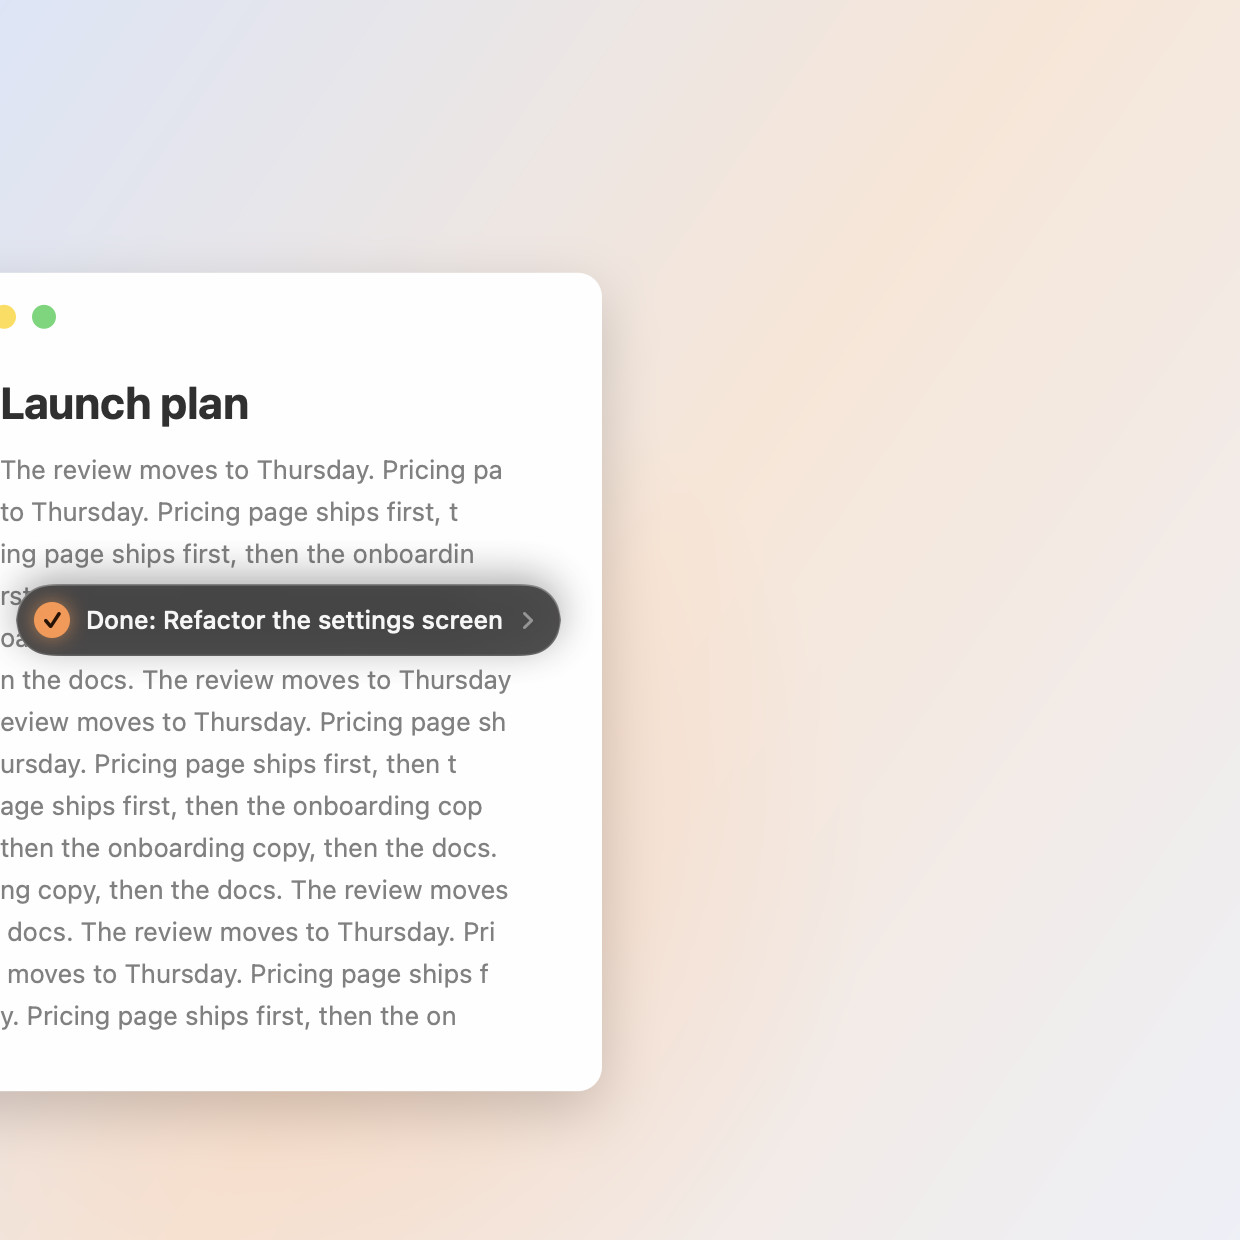 Launch plan
The review moves to Thursday. Pricing pa
to Thursday. Pricing page ships first, t
ing page ships first, then the onboardin
Done: Refactor the settings screen
n the docs. The review moves to Thursday
eview moves to Thursday. Pricing page sh
ursday. Pricing page ships first, then t
age ships first, then the onboarding cop
then the onboarding copy, then the docs.
ng copy, then the docs. The review moves
docs. The review moves to Thursday. Pri
moves to Thursday. Pricing page ships f
y. Pricing page ships first, then the on